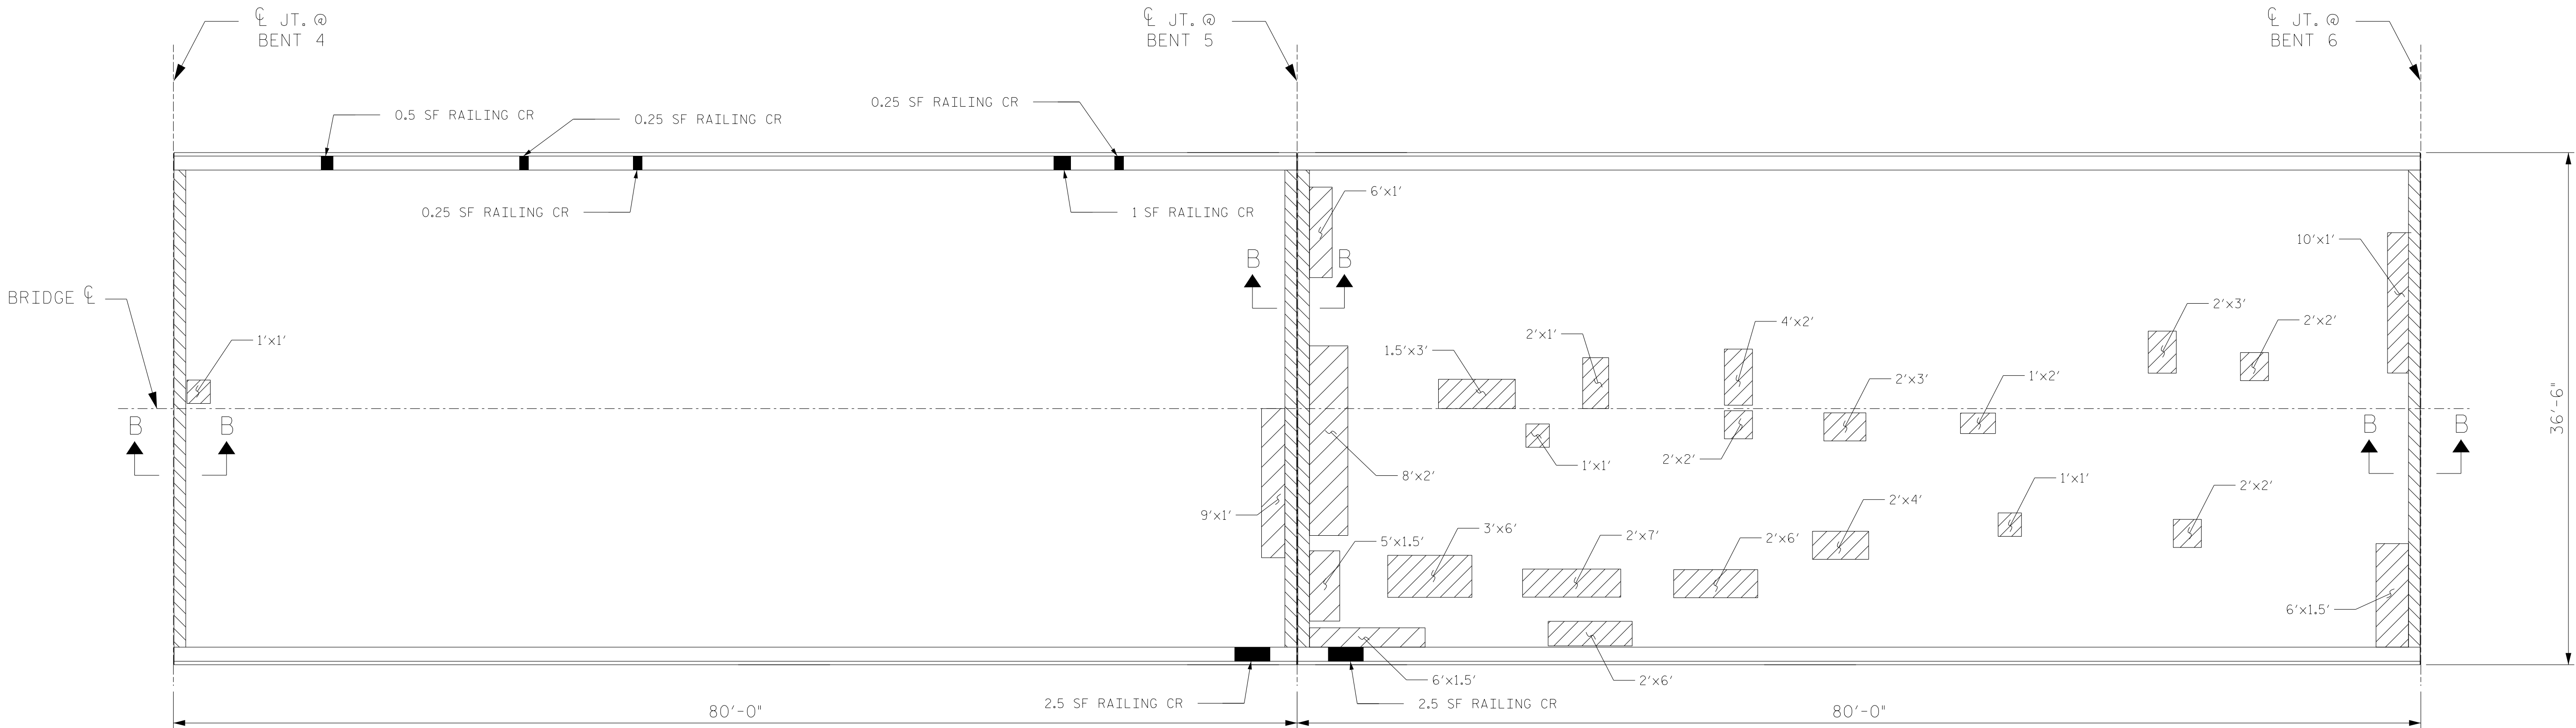 ℄ JT. @
BENT 4
℄ JT. @
BENT 5
℄ JT. @
BENT 6
0.5 SF RAILING CR
0.25 SF RAILING CR
0.25 SF RAILING CR
0.25 SF RAILING CR
1 SF RAILING CR
6'x1'
10'x1'
B
B
BRIDGE ℄
2'x3'
2'x2'
4'x2'
2'x1'
1'x1'
1.5'x3'
2'x3'
1'x2'
36'-6"
B
B
B
B
2'x2'
1'x1'
8'x2'
1'x1'
2'x2'
2'x4'
9'x1'
3'x6'
2'x7'
2'x6'
5'x1.5'
6'x1.5'
6'x1.5'
2'x6'
2.5 SF RAILING CR
2.5 SF RAILING CR
80'-0"
80'-0"